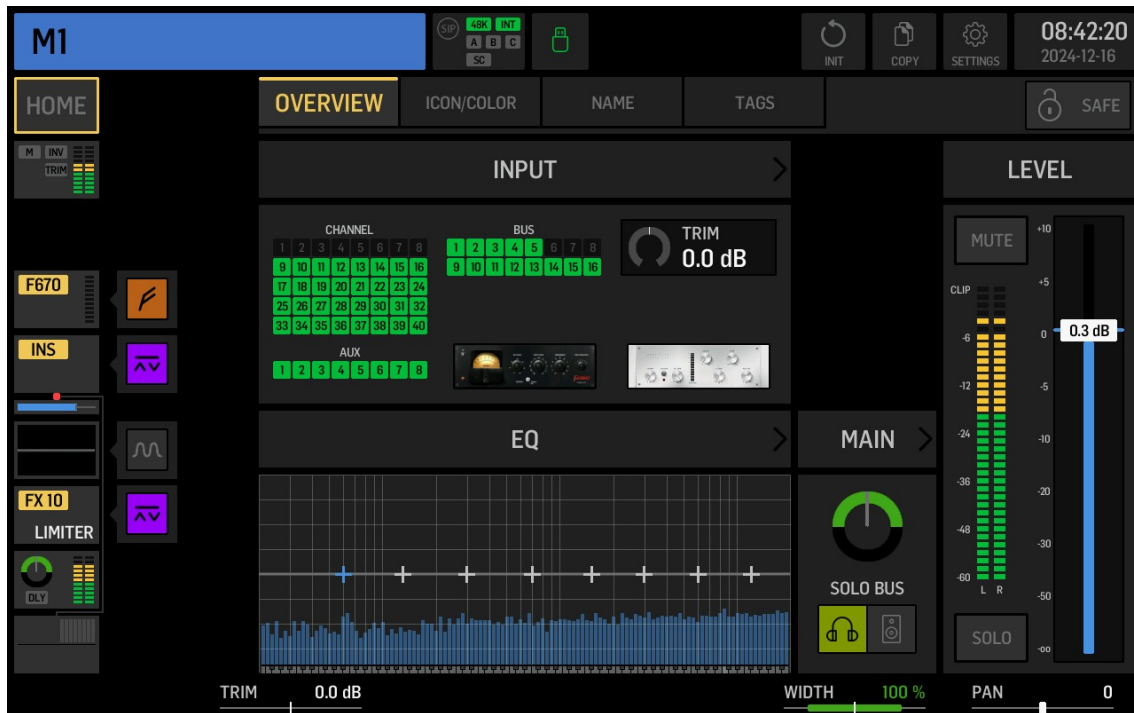 M1
SIP
48K INT
A B C
SC
INIT
COPY
SETTINGS
08:42:20
2024-12-16
HOME
OVERVIEW
ICON/COLOR
NAME
TAGS
SAFE
M INV
TRIM
INPUT
LEVEL
CHANNEL
1 2 3 4 5 6 7 8
9 10 11 12 13 14 15 16
17 18 19 20 21 22 23 24
25 26 27 28 29 30 31 32
33 34 35 36 37 38 39 40
BUS
1 2 3 4 5 6 7 8
9 10 11 12 13 14 15 16
TRIM
0.0 dB
AUX
1 2 3 4 5 6 7 8
MUTE
CLIP
-6
-12
-24
-36
-48
-60
L R
+10
+5
0
0.3 dB
-5
-10
-20
-30
-50
-oo
SOLO
F670
INS
EQ
MAIN
FX 10
LIMITER
DLY
SOLO BUS
TRIM 0.0 dB
WIDTH 100 %
PAN 0